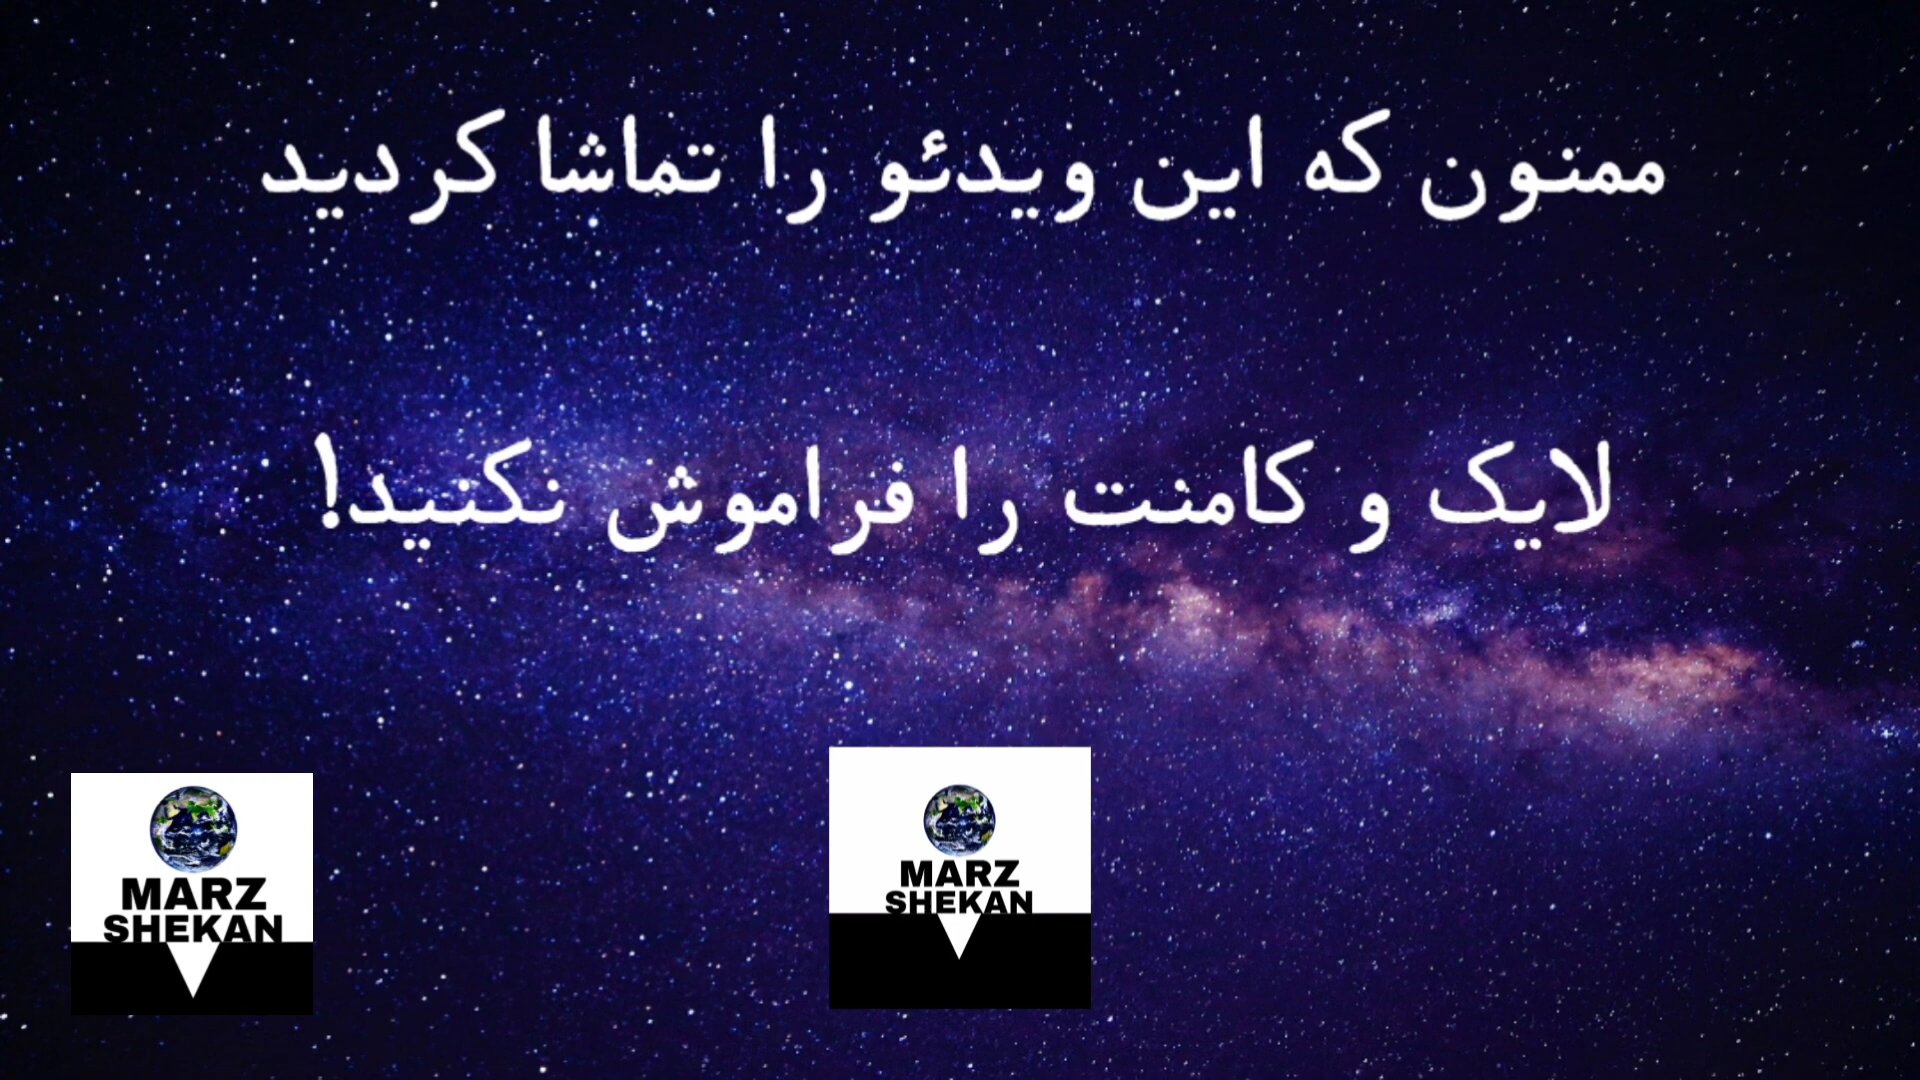 ممنون که این ویدئو را تماشا کردید
لایک و کامنت را فراموش نکنید!
MARZ
SHEKAN
MARZ
SHEKAN